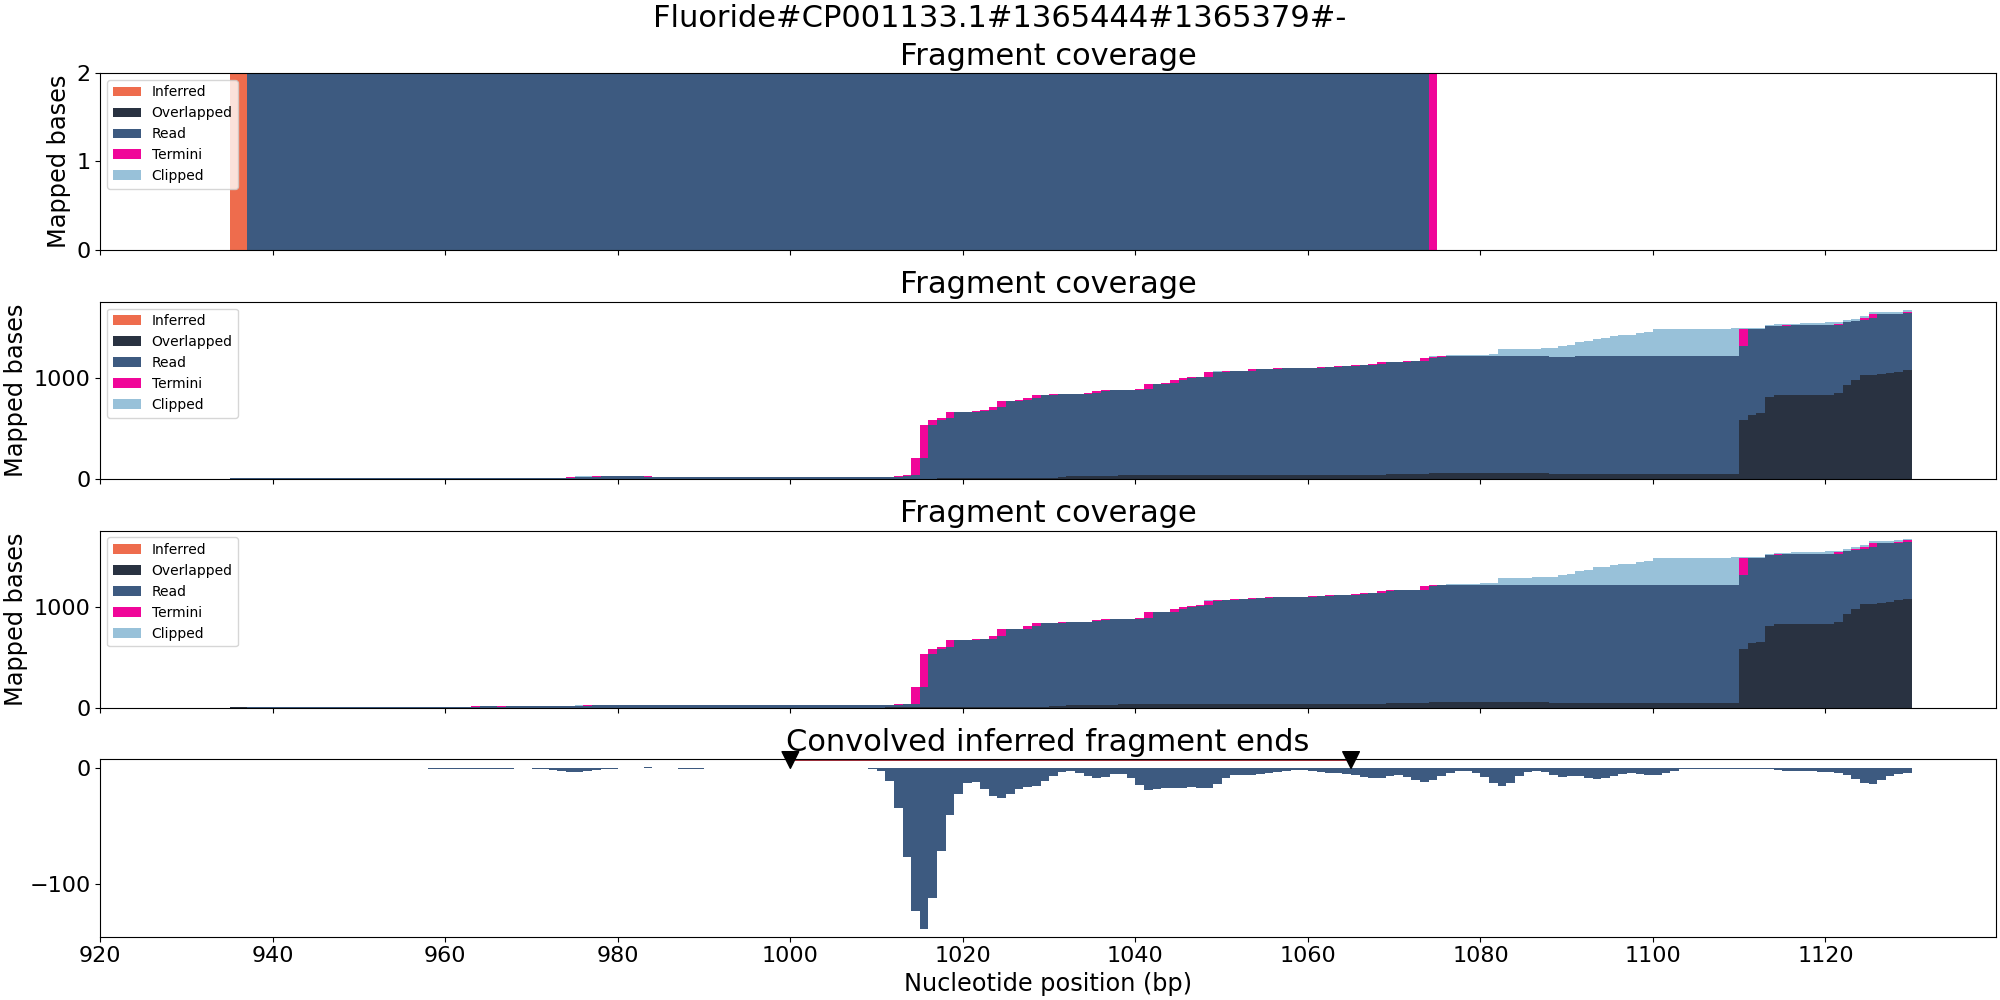 Fluoride#CP001133.1#1365444#1365379#-
Fragment coverage
Mapped bases
2
1
0
Inferred
Overlapped
Read
Termini
Clipped
Fragment coverage
Mapped bases
1000
0
Inferred
Overlapped
Read
Termini
Clipped
Fragment coverage
Mapped bases
1000
0
Inferred
Overlapped
Read
Termini
Clipped
Convolved inferred fragment ends
0
−100
920 940 960 980 1000 1020 1040 1060 1080 1100 1120
Nucleotide position (bp)